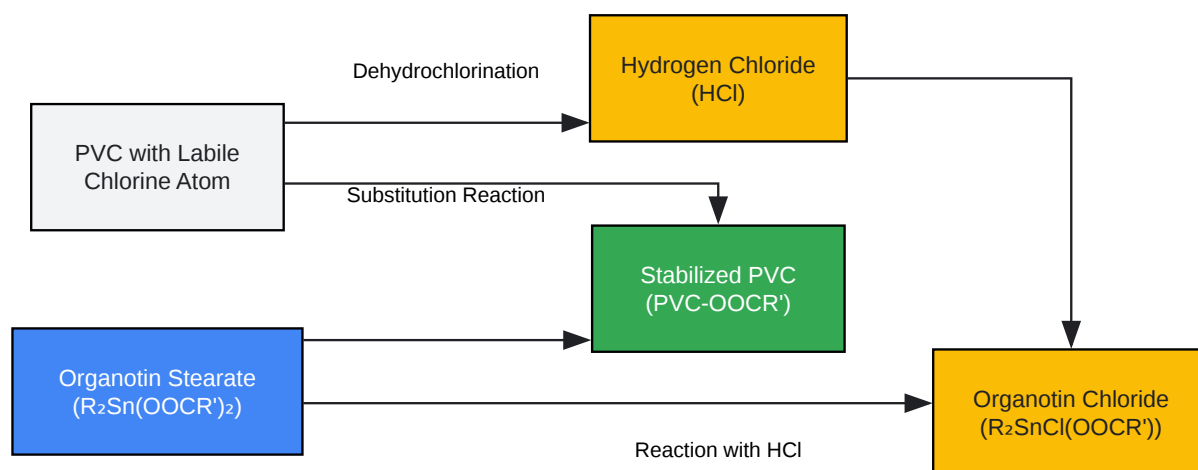 Dehydrochlorination
Hydrogen Chloride
(HCl)
PVC with Labile
Chlorine Atom
Substitution Reaction
Stabilized PVC
(PVC-OOCR')
Organotin Stearate
(R₂Sn(OOCR')₂)
Organotin Chloride
(R₂SnCl(OOCR'))
Reaction with HCl